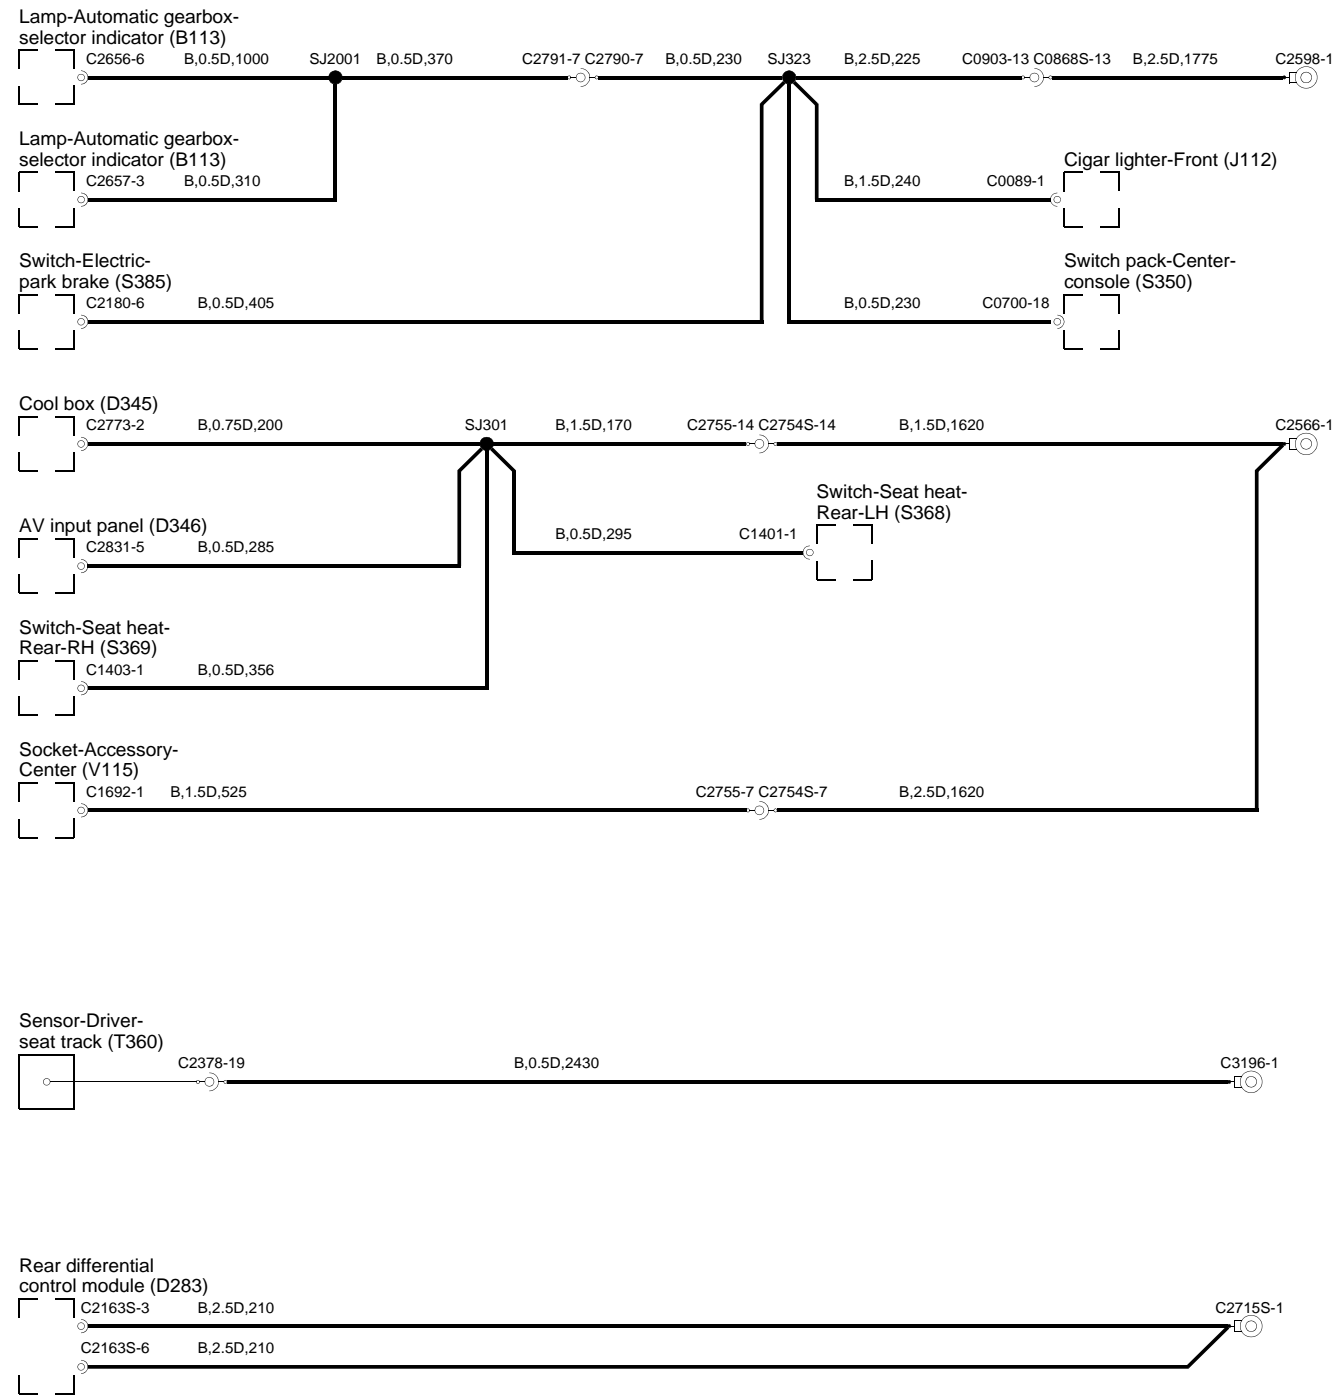 Lamp-Automatic gearbox-
selector indicator (B113)
C2656-6 B,0.5D,1000 SJ2001 B,0.5D,370 C2791-7 C2790-7 B,0.5D,230 SJ323 B,2.5D,225 C0903-13 C0868S-13 B,2.5D,1775 C2598-1
Lamp-Automatic gearbox-
selector indicator (B113)
Cigar lighter-Front (J112)
C2657-3 B,0.5D,310 B,1.5D,240 C0089-1
Switch-Electric-
park brake (S385)
Switch pack-Center-
console (S350)
C2180-6 B,0.5D,405 B,0.5D,230 C0700-18
Cool box (D345)
C2773-2 B,0.75D,200 SJ301 B,1.5D,170 C2755-14 C2754S-14 B,1.5D,1620 C2566-1
Switch-Seat heat-
Rear-LH (S368)
AV input panel (D346)
C2831-5 B,0.5D,285 B,0.5D,295 C1401-1
Switch-Seat heat-
Rear-RH (S369)
C1403-1 B,0.5D,356
Socket-Accessory-
Center (V115)
C1692-1 B,1.5D,525 C2755-7 C2754S-7 B,2.5D,1620
Sensor-Driver-
seat track (T360)
C2378-19 B,0.5D,2430 C3196-1
Rear differential
control module (D283)
C2163S-3 B,2.5D,210 C2715S-1
C2163S-6 B,2.5D,210